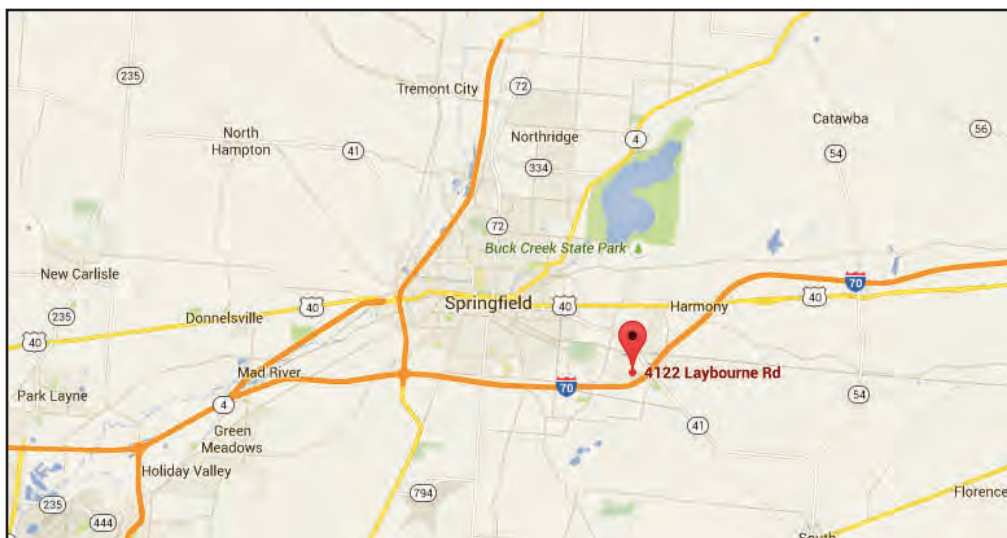 235
Tremont City
72
Catawba
North
Hampton
41
Northridge
4
56
54
334
72
Buck Creek State Park
New Carlisle
70
235
40
Donnelsville
40
Springfield
40
Harmony
40
Mad River
4122 Laybourne Rd
Park Layne
4
70
54
Green
Meadows
41
Holiday Valley
235
444
794
Florence
South